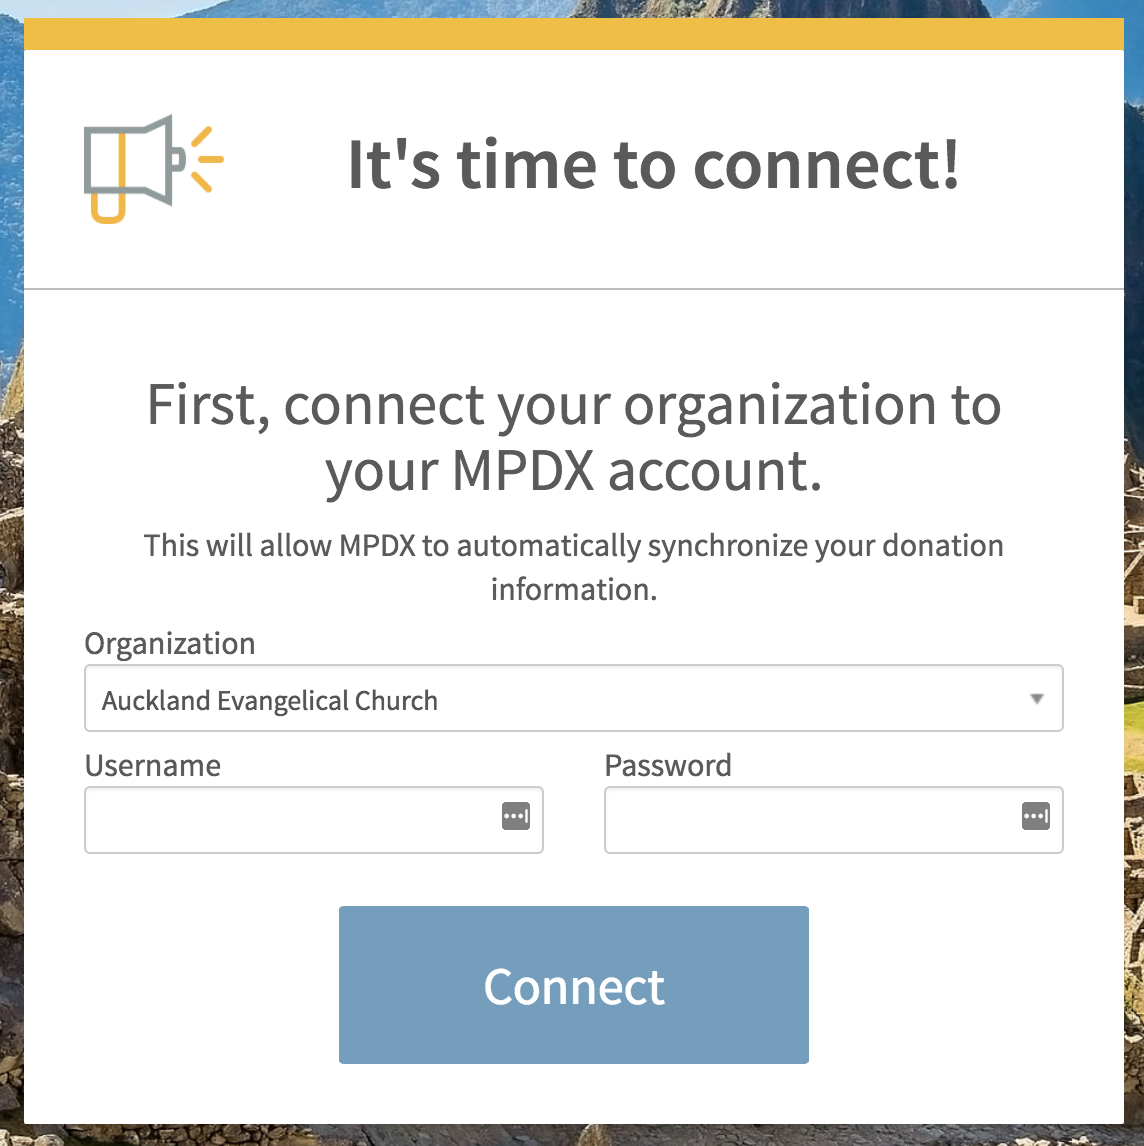 It's time to connect!
First, connect your organization to
your MPDX account.
This will allow MPDX to automatically synchronize your donation
information.
Organization
Auckland Evangelical Church
Username
Password
Connect